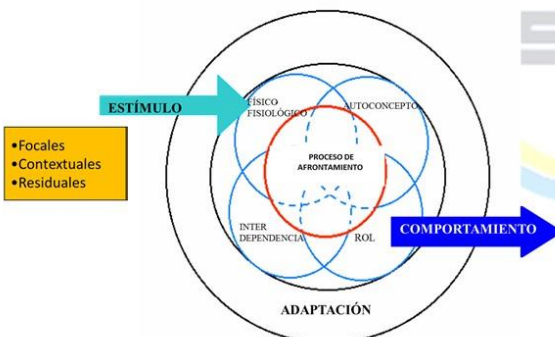 ESTÍMULO
FÍSICO
FISIOLÓGICO
AUTOCONCEPTO
•Focales
•Contextuales
•Residuales
PROCESO DE
AFRONTAMIENTO
INTER
DEPENDENCIA
ROL
COMPORTAMIENTO
ADAPTACIÓN